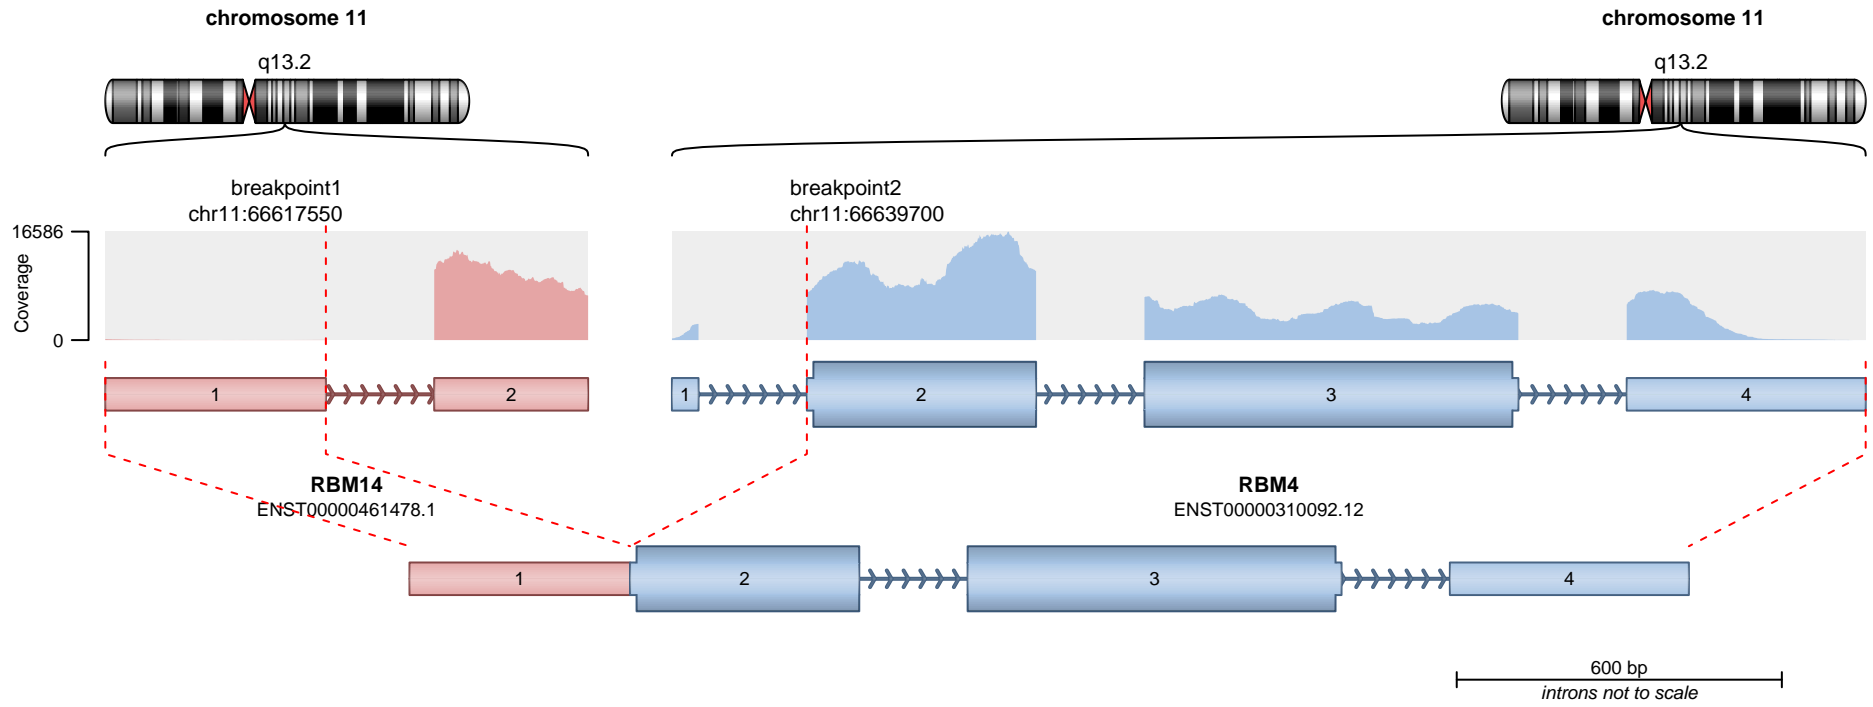 chromosome 11
chromosome 11
q13.2
q13.2
breakpoint1
chr11:66617550
breakpoint2
chr11:66639700
16586
Coverage
0
1
2
1
2
3
4
RBM14
ENST00000461478.1
RBM4
ENST00000310092.12
1
2
3
4
600 bp
introns not to scale